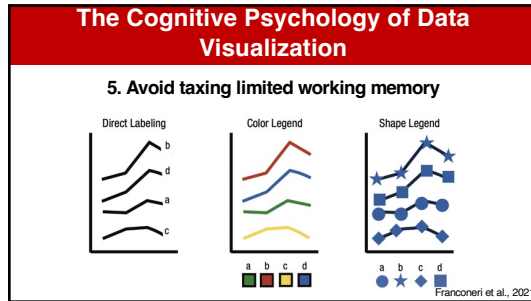 The Cognitive Psychology of Data
Visualization
5. Avoid taxing limited working memory
Direct Labeling
b
d
a
c
Color Legend
a b c d
Shape Legend
a b c d
Franconeri et al., 2021